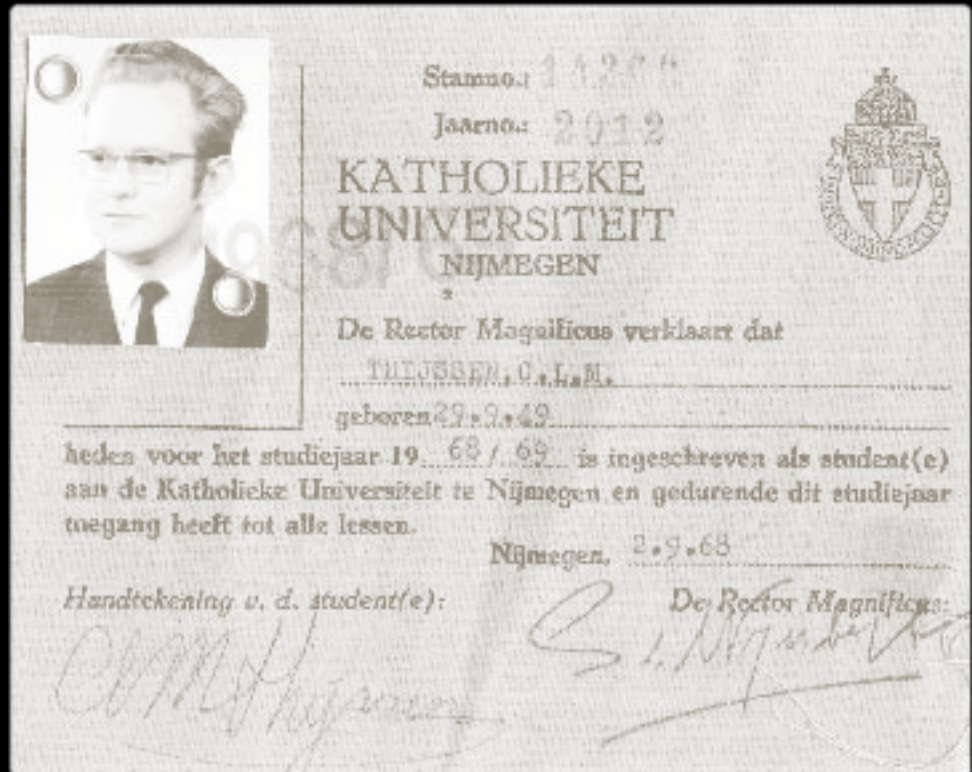 Stamno.:
Jaarno.: 2012
KATHOLIEKE
UNIVERSITEIT
NIJMEGEN
De Rector Magnificus verklaart dat
THIJSSEN, C.L.M.
geboren 29.9.49
heden voor het studiejaar 19 68 / 69 is ingeschreven als student(e)
aan de Katholieke Universiteit te Nijmegen en gedurende dit studiejaar
toegang heeft tot alle lessen.
Nijmegen, 2.9.68
Handtekening v. d. student(e):
De Rector Magnificus:
CLM Thijssen